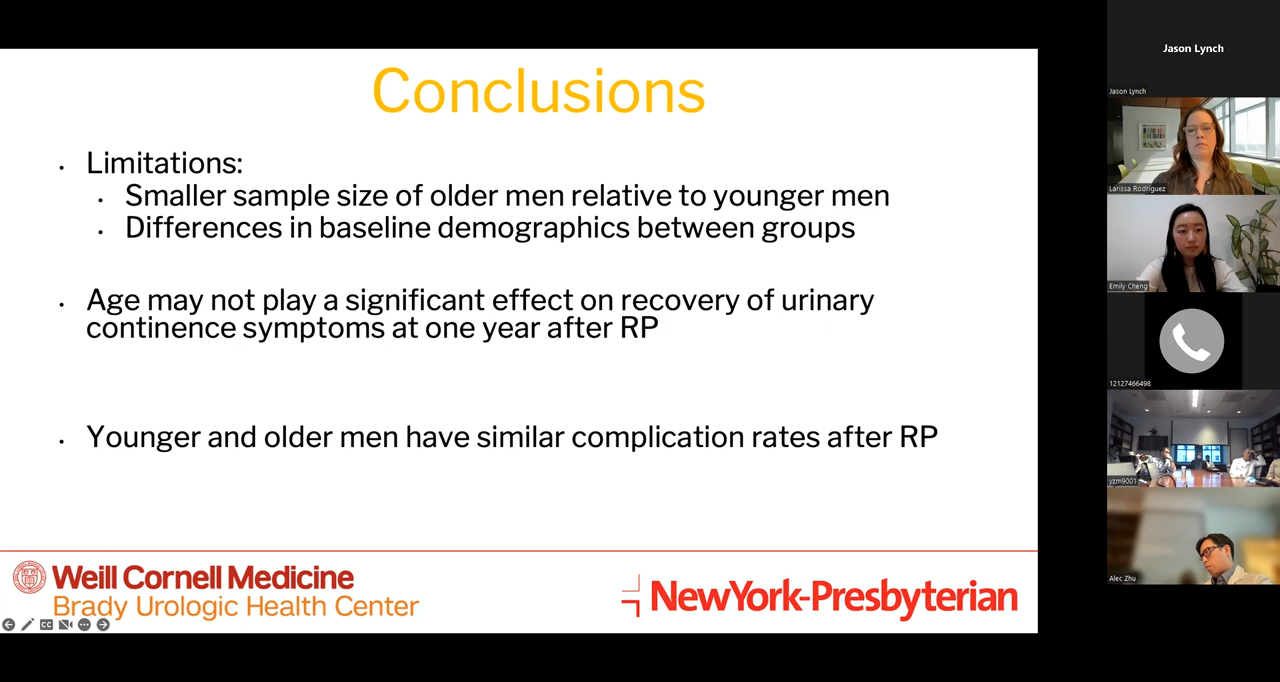 Conclusions
Limitations:
Smaller sample size of older men relative to younger men
Differences in baseline demographics between groups
Age may not play a significant effect on recovery of urinary
continence symptoms at one year after RP
Younger and older men have similar complication rates after RP
Weill Cornell Medicine
Brady Urologic Health Center
NewYork-Presbyterian
CC
Jason Lynch
Jason Lynch
Larissa Rodriguez
Emily Cheng
12127466498
yzm9001
Alec Zhu